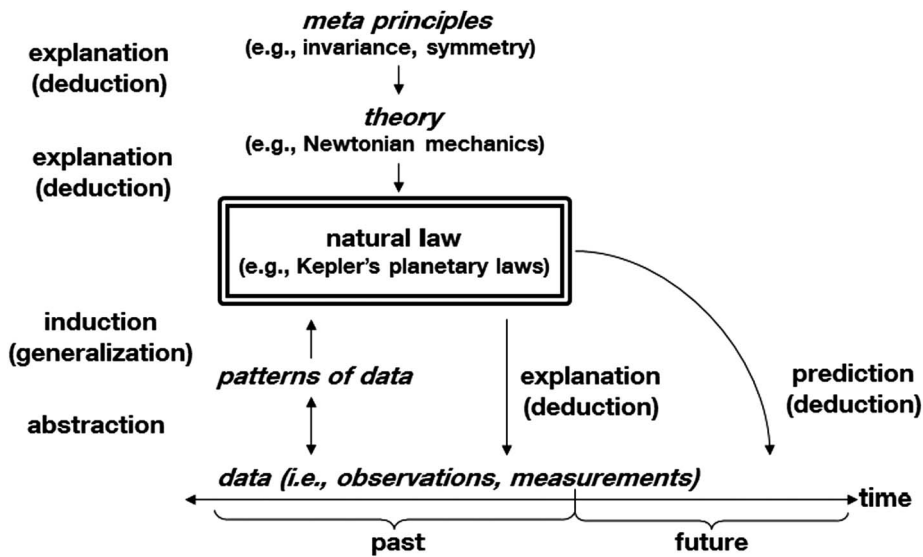 meta principles
(e.g., invariance, symmetry)
explanation
(deduction)
theory
(e.g., Newtonian mechanics)
explanation
(deduction)
natural law
(e.g., Kepler's planetary laws)
induction
(generalization)
patterns of data
explanation
(deduction)
prediction
(deduction)
abstraction
data (i.e., observations, measurements)
time
past
future